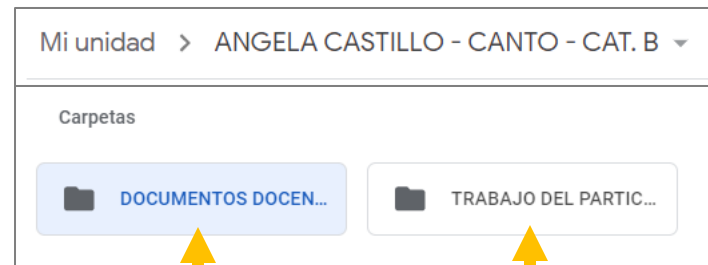 Mi unidad > ANGELA CASTILLO - CANTO - CAT. B
Carpetas
DOCUMENTOS DOCEN... TRABAJO DEL PARTIC...